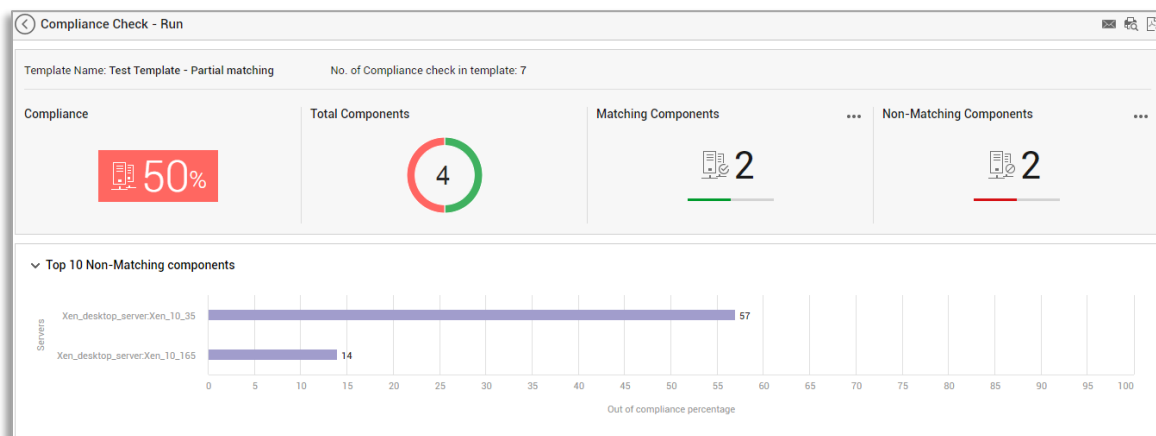 Compliance Check - Run
Template Name: Test Template - Partial matching No. of Compliance check in template: 7
Compliance Total Components Matching Components Non-Matching Components
50% 4 2 2
Top 10 Non-Matching components
Servers
Xen_desktop_server:Xen_10_35 57
Xen_desktop_server:Xen_10_165 14
0 5 10 15 20 25 30 35 40 45 50 55 60 65 70 75 80 85 90 95 100
Out of compliance percentage